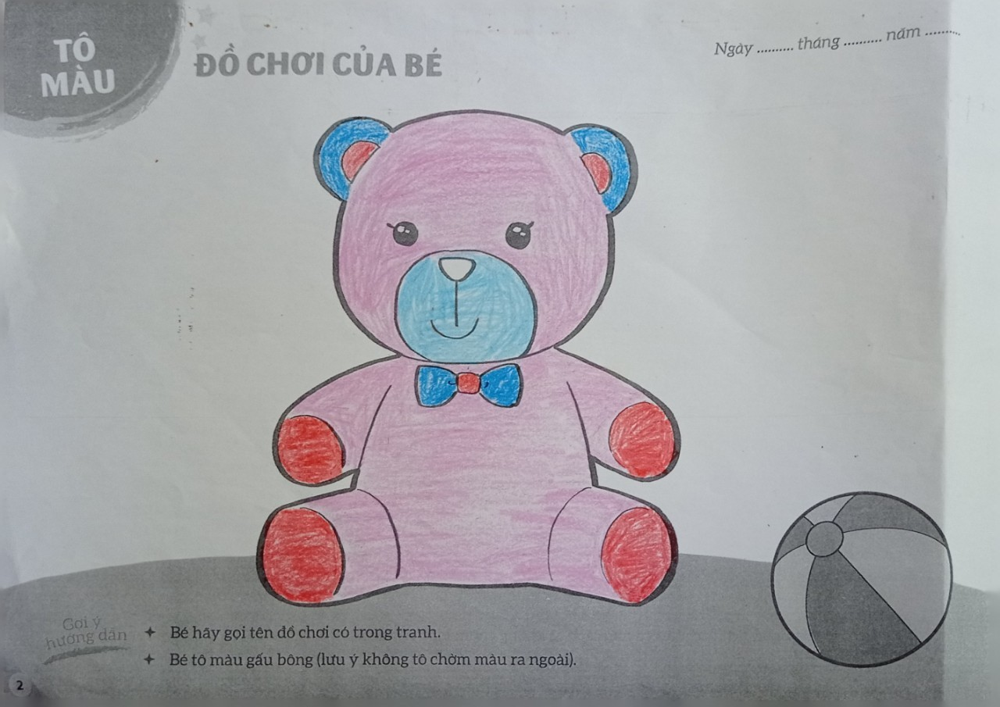 TÔ
MÀU
ĐỒ CHƠI CỦA BÉ
Ngày .......... tháng .......... năm ..........
Gợi ý
hướng dẫn
Bé hãy gọi tên đồ chơi có trong tranh.
Bé tô màu gấu bông (lưu ý không tô chờm màu ra ngoài).
2